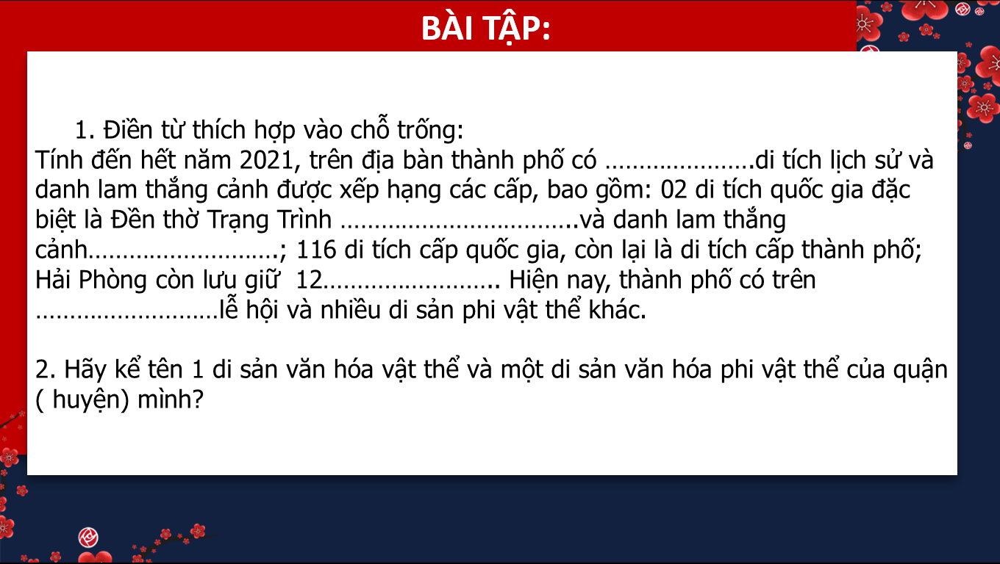 BÀI TẬP:
1. Điền từ thích hợp vào chỗ trống:
Tính đến hết năm 2021, trên địa bàn thành phố có ………………….di tích lịch sử và
danh lam thắng cảnh được xếp hạng các cấp, bao gồm: 02 di tích quốc gia đặc
biệt là Đền thờ Trạng Trình ………………………………..và danh lam thắng
cảnh……………………….; 116 di tích cấp quốc gia, còn lại là di tích cấp thành phố;
Hải Phòng còn lưu giữ 12…………………….. Hiện nay, thành phố có trên
………………………lễ hội và nhiều di sản phi vật thể khác.
2. Hãy kể tên 1 di sản văn hóa vật thể và một di sản văn hóa phi vật thể của quận
( huyện) mình?